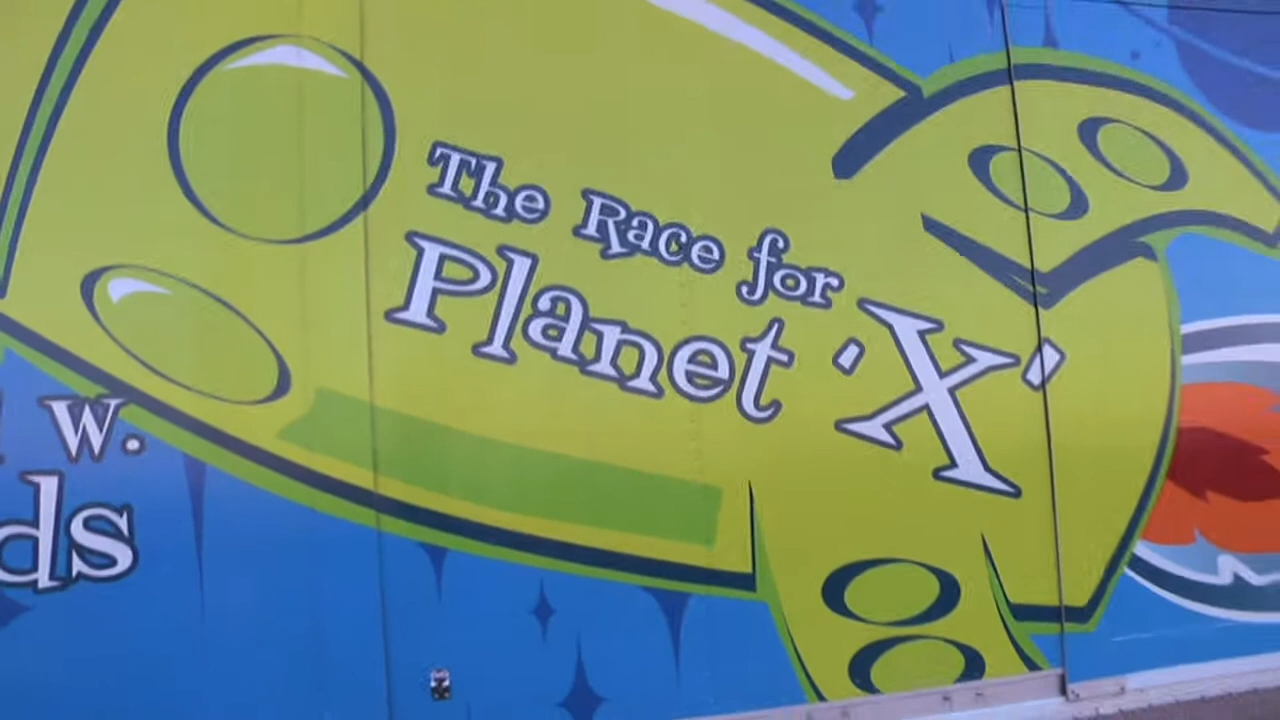 The Race for
Planet 'X'
w.
ds